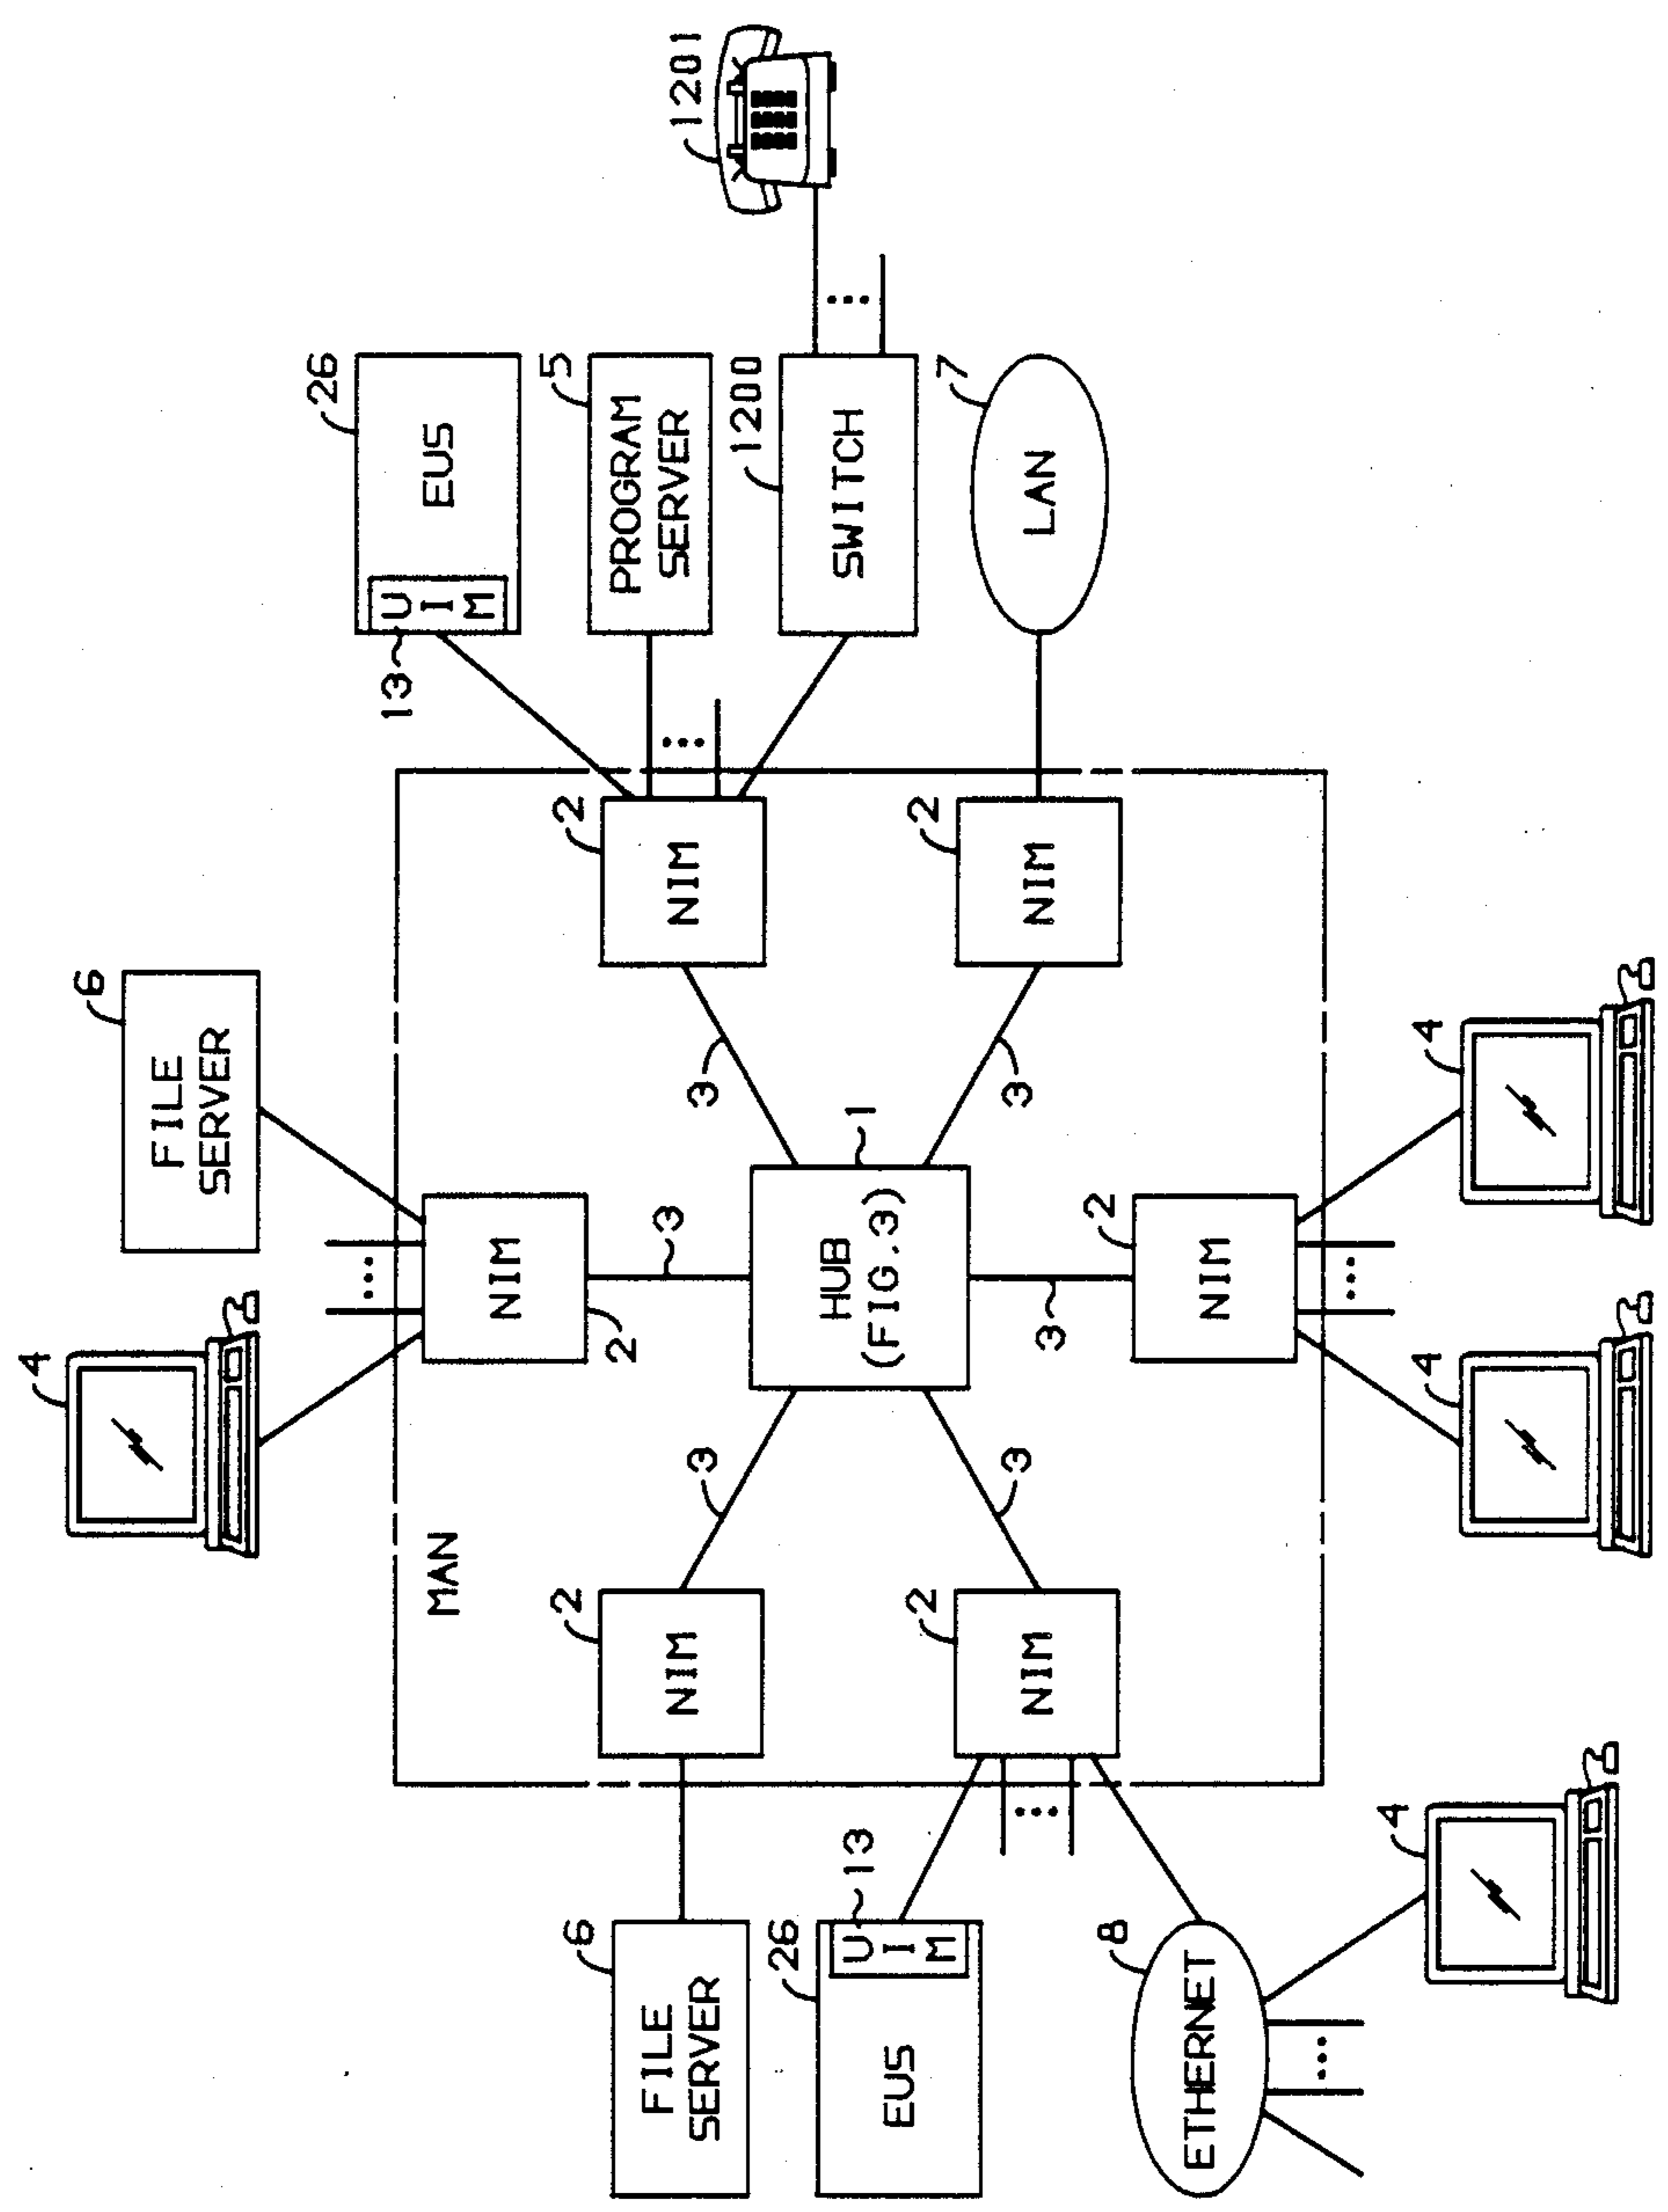 4
6
FILE
SERVER
26
13
U
I
M
EUS
MAN
NIM
2
5
PROGRAM
SERVER
6
FILE
SERVER
2
NIM
3
3
3
2
NIM
1201
1200
SWITCH
26
EUS
U
I
M
13
HUB
(FIG.3)
1
2
NIM
3
3
3
2
NIM
7
LAN
8
ETHERNET
2
NIM
4
4
4